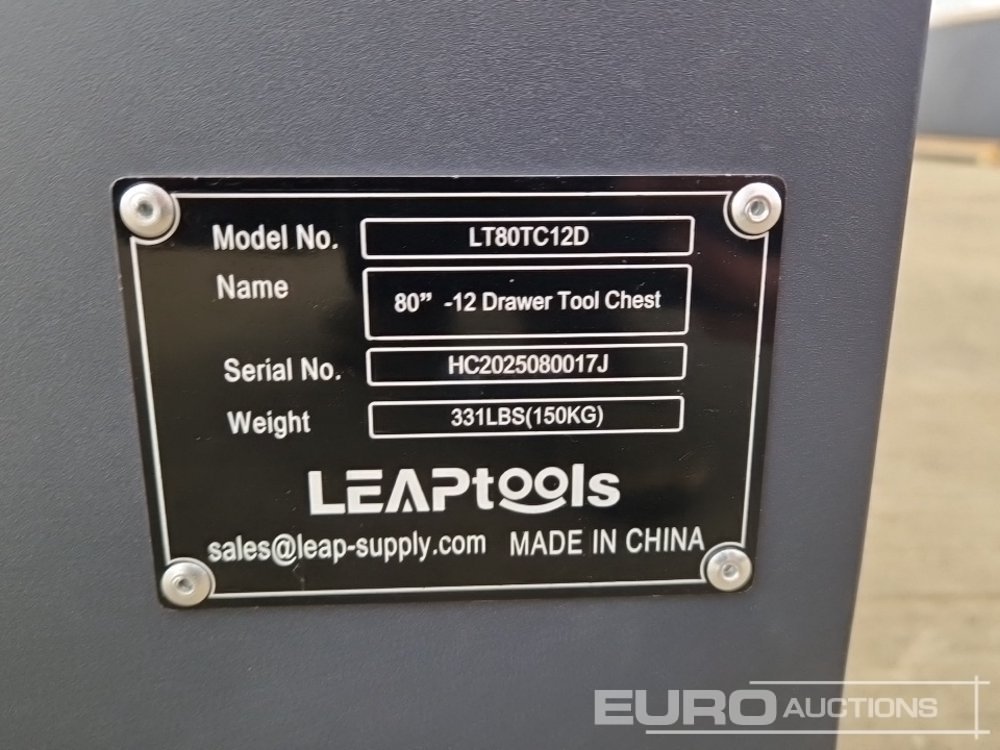 Model No. LT80TC12D
Name 80” -12 Drawer Tool Chest
Serial No. HC2025080017J
Weight 331LBS(150KG)
LEAPtools
sales@leap-supply.com MADE IN CHINA
EURO AUCTIONS